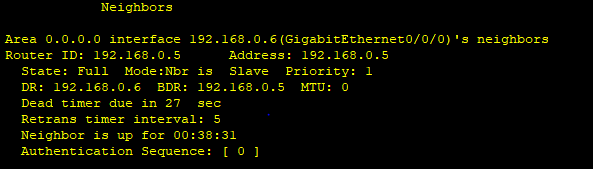 Neighbors
Area 0.0.0.0 interface 192.168.0.6(GigabitEthernet0/0/0)'s neighbors
Router ID: 192.168.0.5      Address: 192.168.0.5
State: Full  Mode:Nbr is  Slave  Priority: 1
DR: 192.168.0.6  BDR: 192.168.0.5  MTU: 0
Dead timer due in 27  sec
Retrans timer interval: 5
Neighbor is up for 00:38:31
Authentication Sequence: [ 0 ]